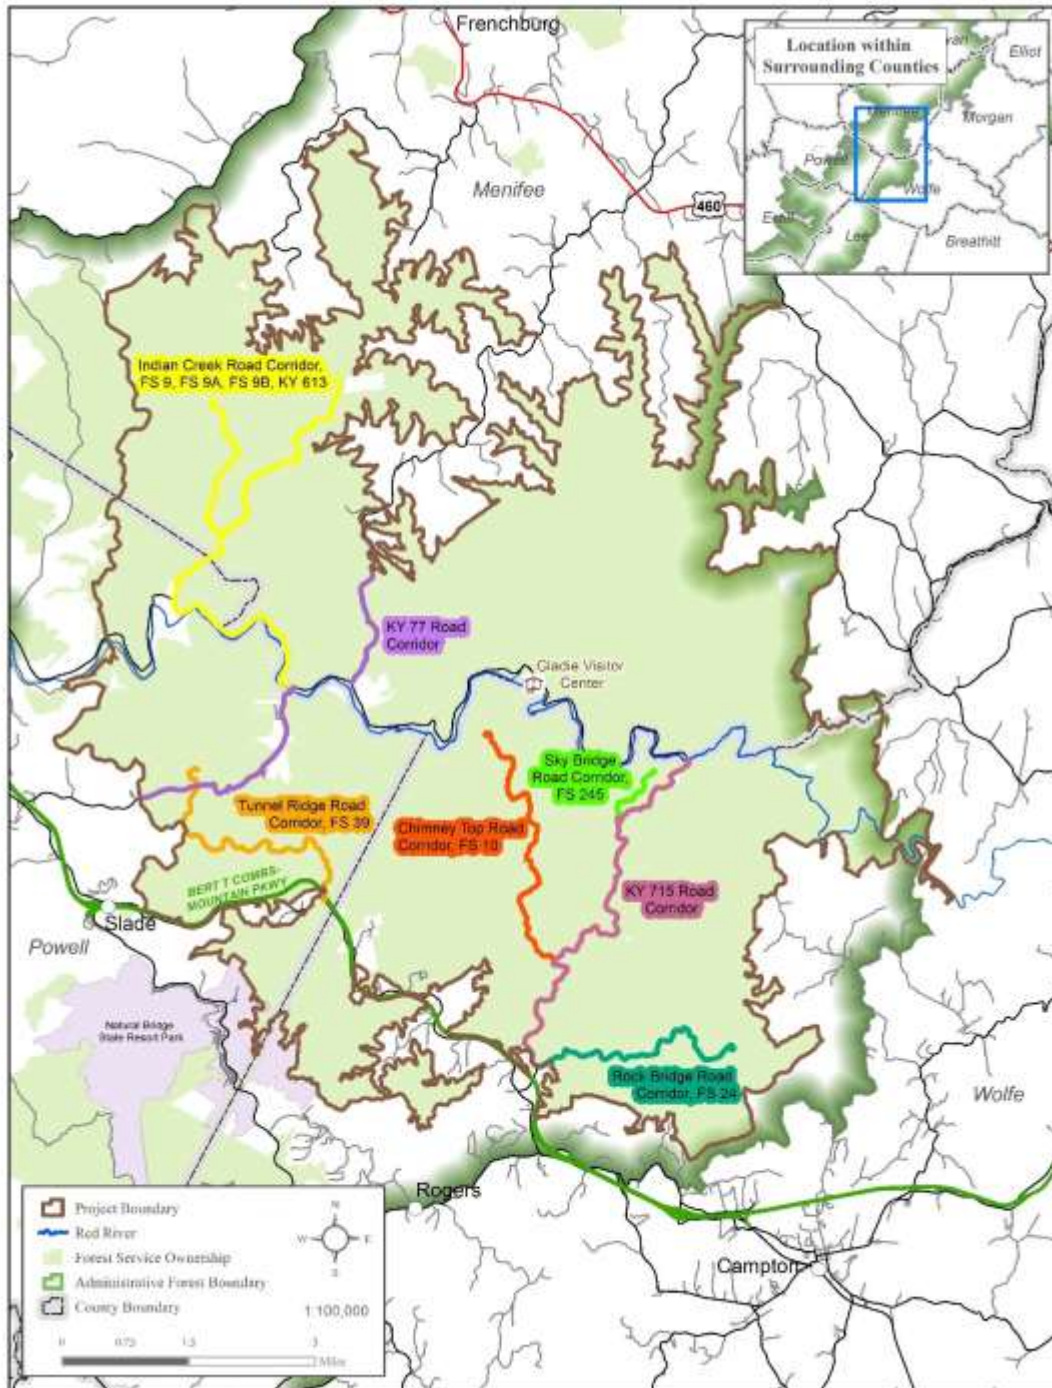 Frenchburg
Location within
Surrounding Counties
Elliot
Menifee
Morgan
Powell
Wolfe
Lee
Breathitt
Menifee
460
Indian Creek Road Corridor,
FS 9, FS 9A, FS 9B, KY 613
KY 77 Road
Corridor
Gladie Visitor
Center
Sky Bridge
Road Corridor,
FS 245
Tunnel Ridge Road
Corridor, FS 39
Chimney Top Road
Corridor, FS 10
BERT T COMBS-
MOUNTAIN PKWY
KY 715 Road
Corridor
Slade
Powell
Natural Bridge
State Resort Park
Rock Bridge Road
Corridor, FS 24
Wolfe
Rogers
Campton
Project Boundary
Red River
Forest Service Ownership
Administrative Forest Boundary
County Boundary
N
W E
S
1:100,000
0 0.75 1.5 3
Miles